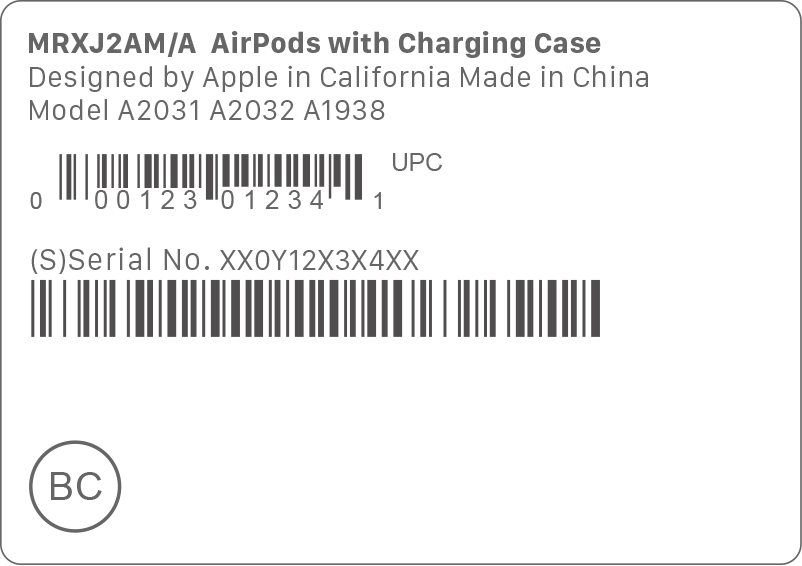 MRXJ2AM/A AirPods with Charging Case
Designed by Apple in California Made in China
Model A2031 A2032 A1938
UPC
0 00123 01234 1
(S)Serial No. XX0Y12X3X4XX
BC